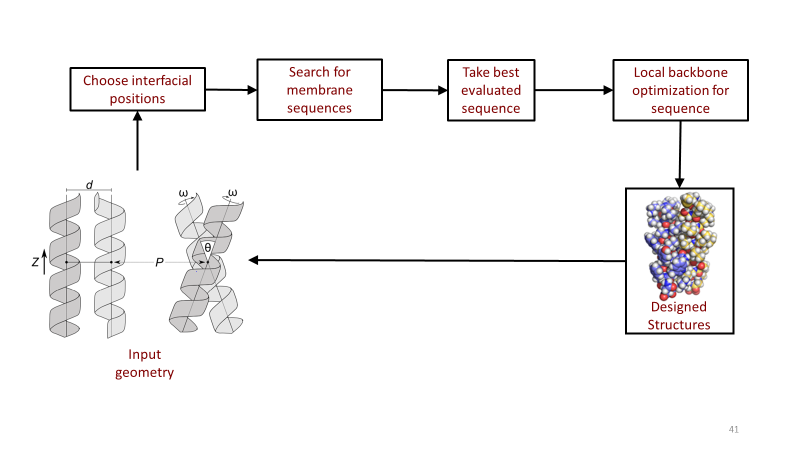 Choose interfacial
positions
Search for
membrane
sequences
Take best
evaluated
sequence
Local backbone
optimization for
sequence
d
ω
ω
θ
Z
P
Designed
Structures
Input
geometry
41